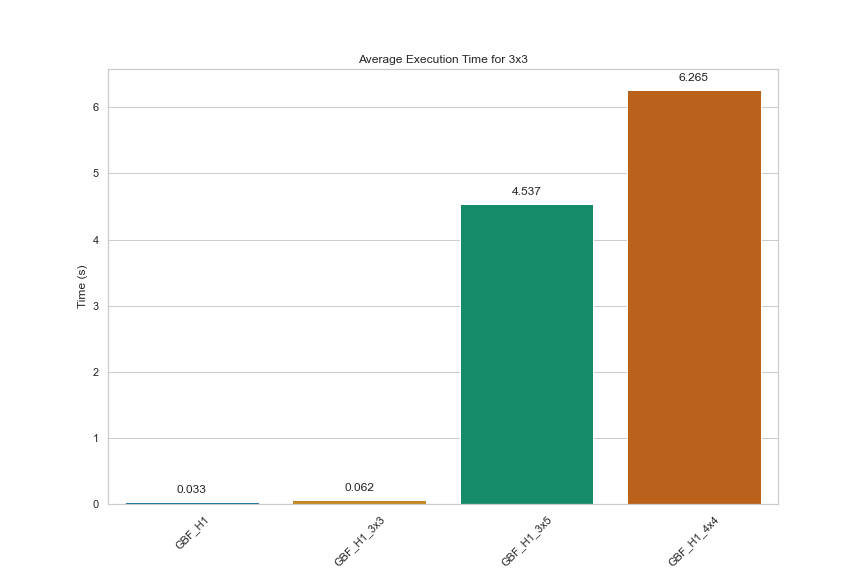 Average Execution Time for 3x3
6.265
6
5
4.537
4
Time (s)
3
2
1
0.033
0.062
0
GBF_H1
GBF_H1_3x3
GBF_H1_3x5
GBF_H1_4x4